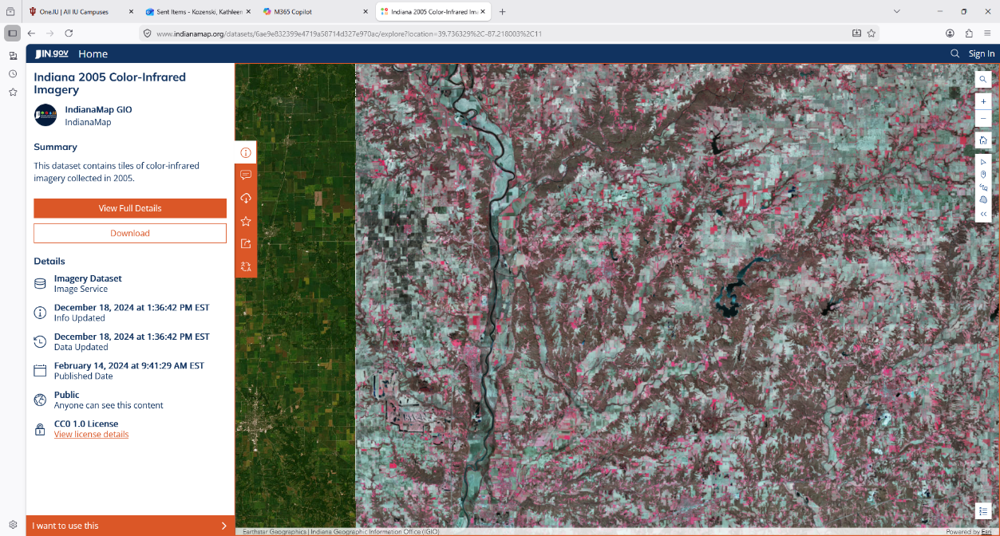 One.IU | All IU Campuses
Sent Items - Kozenski, Kathleen
M365 Copilot
Indiana 2005 Color-Infrared Im
www.indianamap.org/datasets/6ae9e832399e4719a58714d327e970ac/explore?location=39.736329%2C-87.218003%2C11
IN.gov
Home
Sign In
Indiana 2005 Color-Infrared
Imagery
IndianaMap GIO
IndianaMap
Summary
This dataset contains tiles of color-infrared
imagery collected in 2005.
View Full Details
Download
Details
Imagery Dataset
Image Service
December 18, 2024 at 1:36:42 PM EST
Info Updated
December 18, 2024 at 1:36:42 PM EST
Data Updated
February 14, 2024 at 9:41:29 AM EST
Published Date
Public
Anyone can see this content
CC0 1.0 License
View license details
I want to use this
Earthstar Geographics | Indiana Geographic Information Office (IGIO)
Powered by Esri